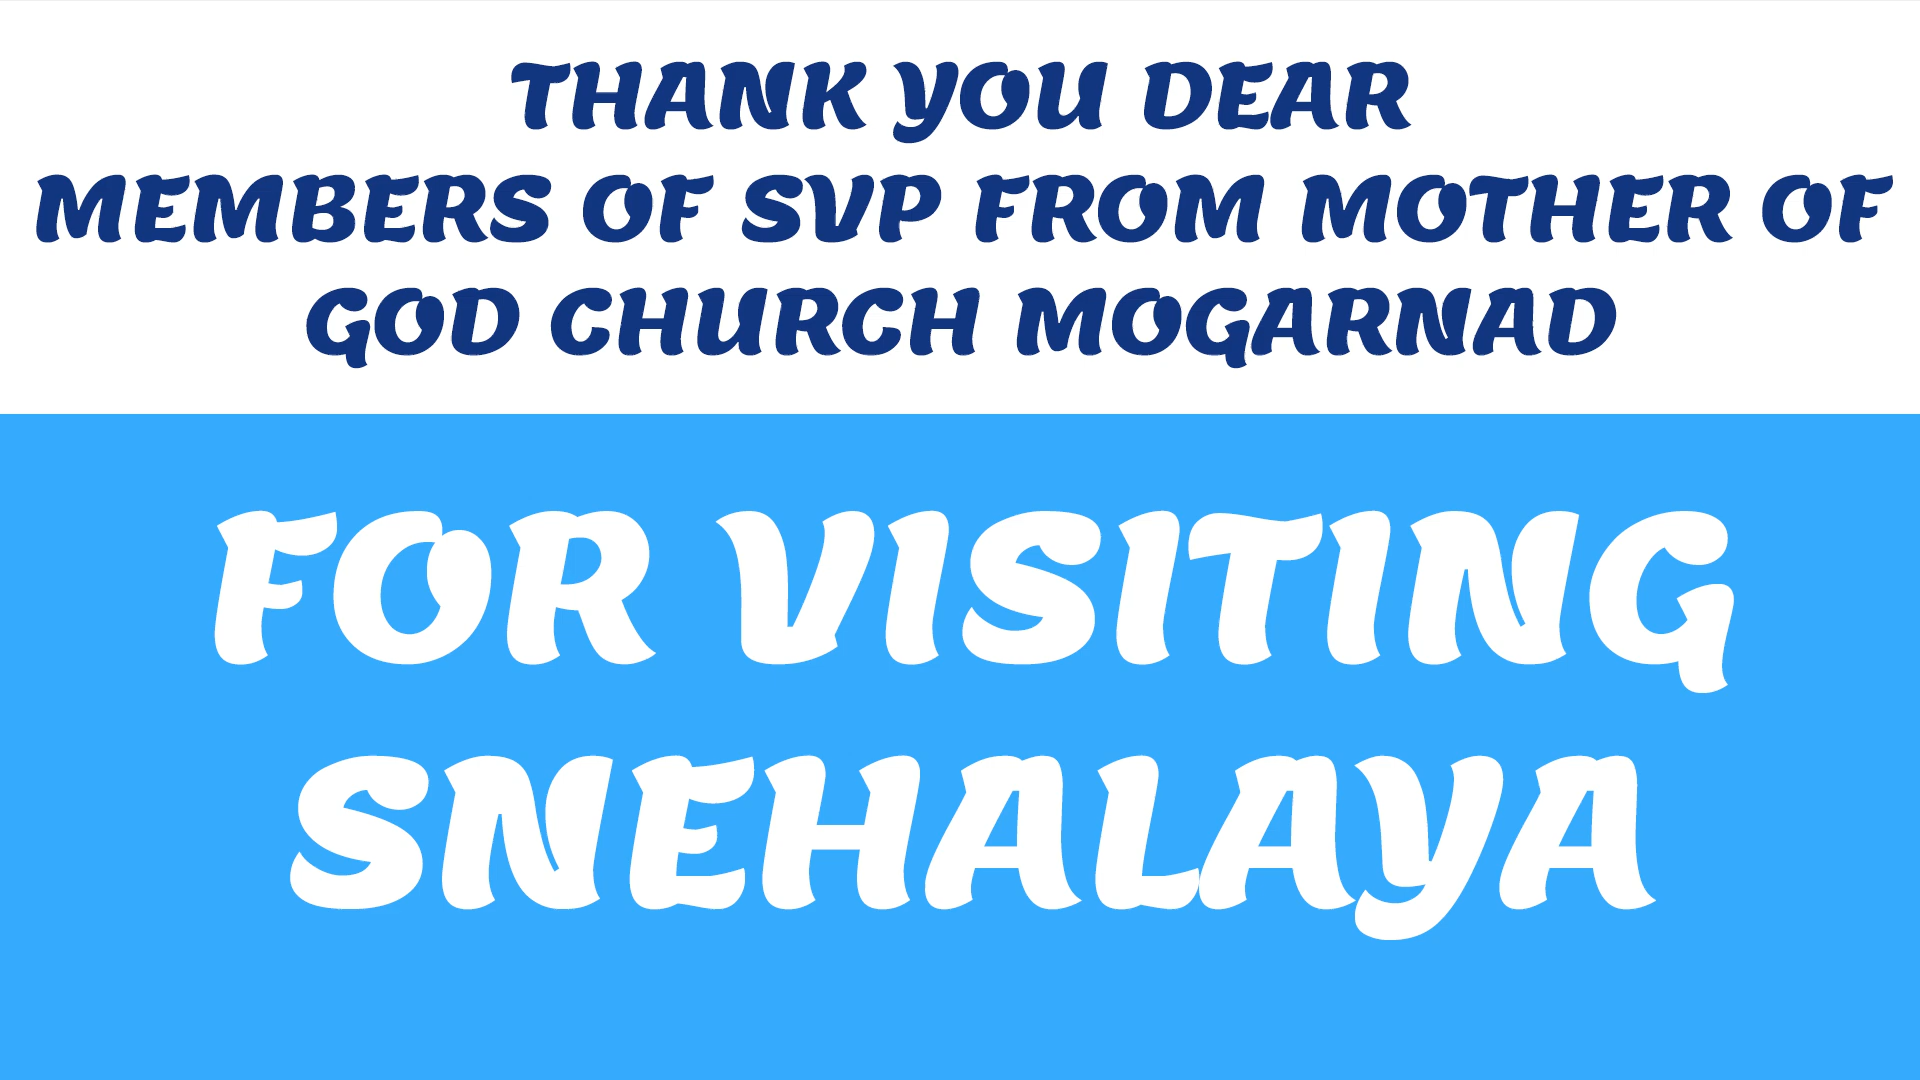 THANK YOU DEAR
MEMBERS OF SVP FROM MOTHER OF
GOD CHURCH MOGARNAD
FOR VISITING
SNEHALAYA